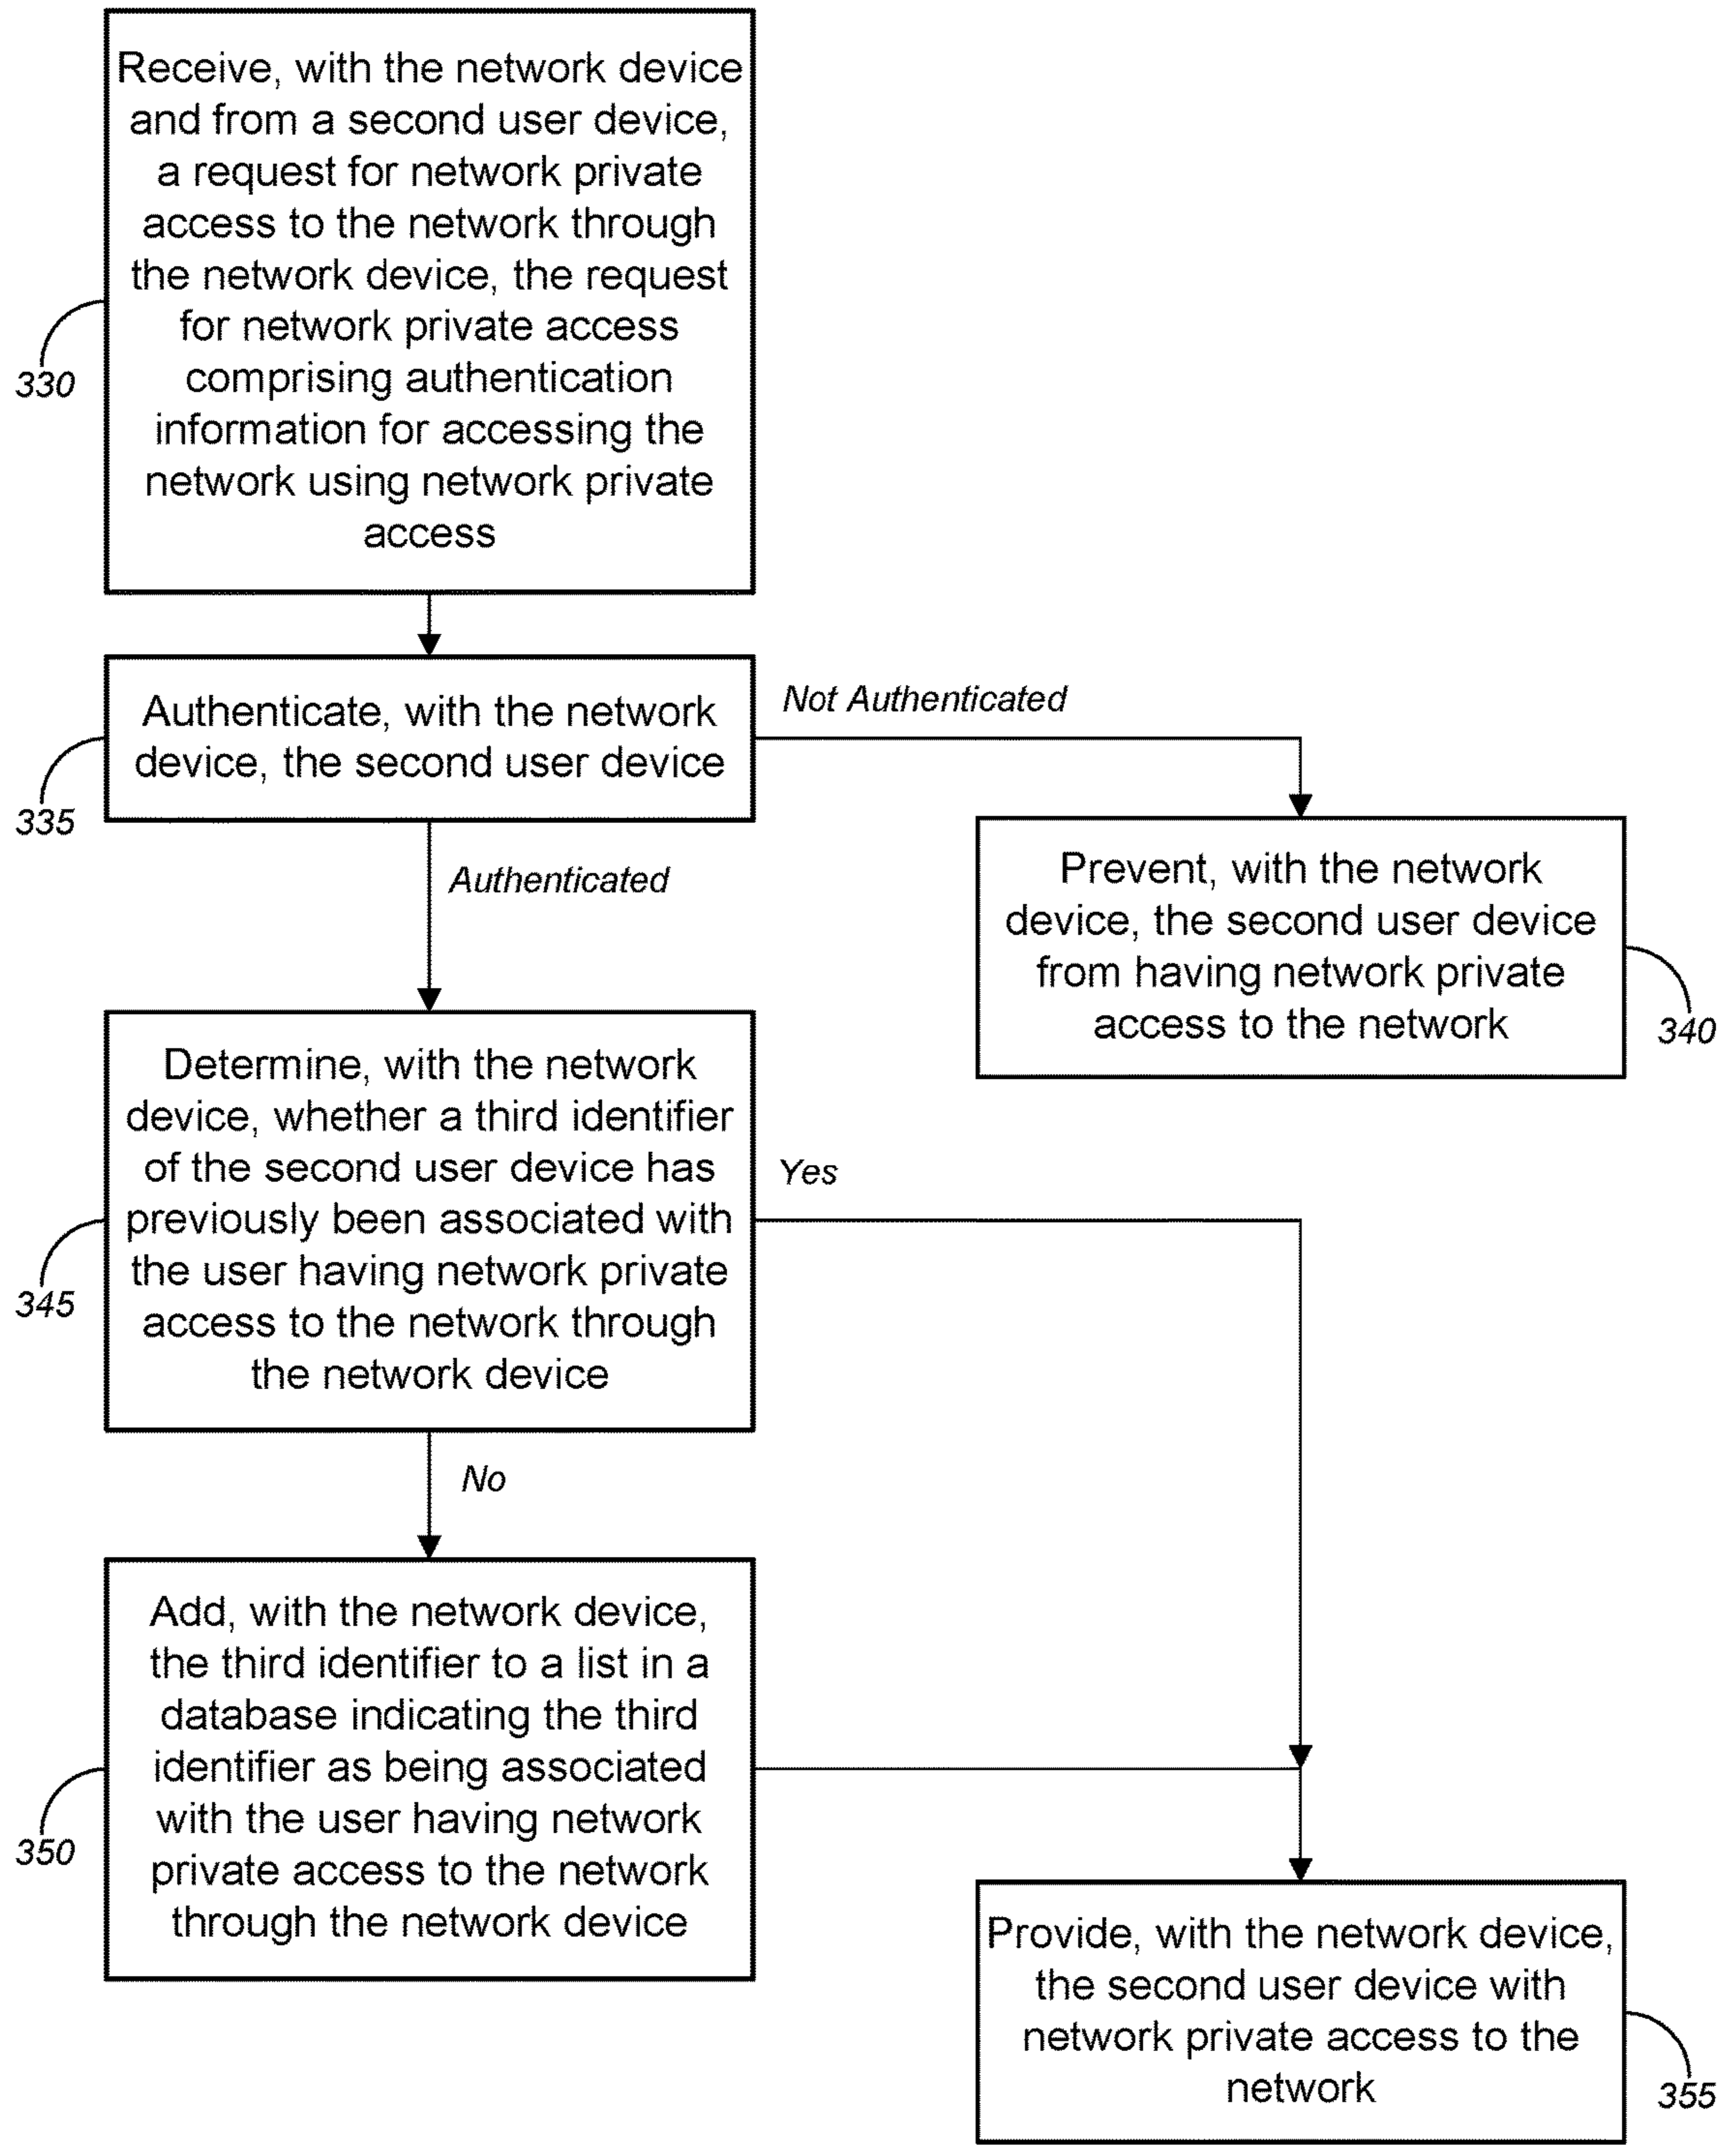 Receive, with the network device
and from a second user device,
a request for network private
access to the network through
the network device, the request
for network private access
comprising authentication
information for accessing the
network using network private
access
330
Authenticate, with the network
device, the second user device
335
Not Authenticated
Authenticated
Prevent, with the network
device, the second user device
from having network private
access to the network
340
Determine, with the network
device, whether a third identifier
of the second user device has
previously been associated with
the user having network private
access to the network through
the network device
345
Yes
No
Add, with the network device,
the third identifier to a list in a
database indicating the third
identifier as being associated
with the user having network
private access to the network
through the network device
350
Provide, with the network device,
the second user device with
network private access to the
network
355